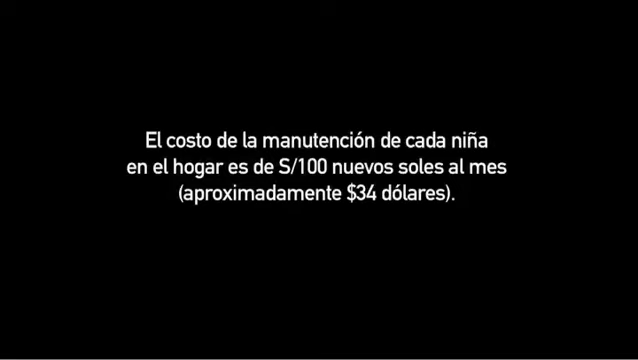 El costo de la manutención de cada niña
en el hogar es de S/100 nuevos soles al mes
(aproximadamente $34 dólares).